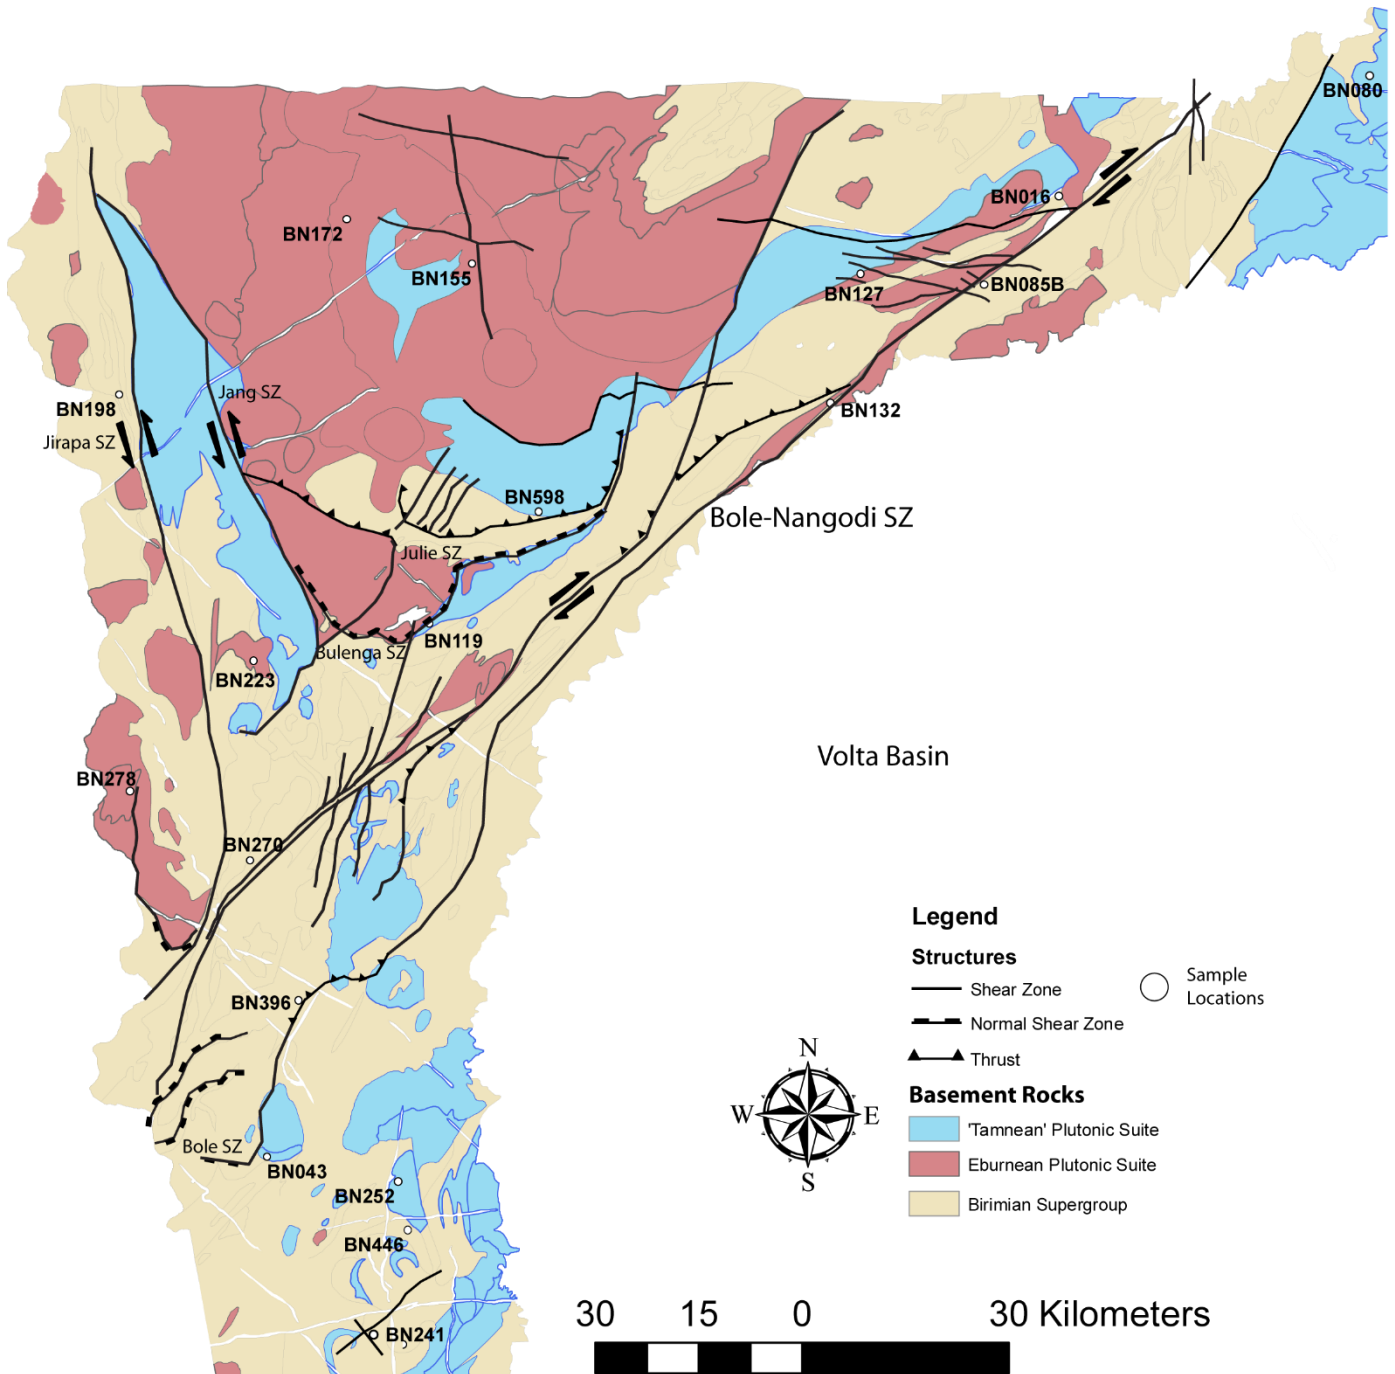 BN080
BN016
BN172
BN155
BN127
BN085B
Jang SZ
BN198
BN132
Jirapa SZ
BN598
Bole-Nangodi SZ
Julie SZ
BN119
Bulenga SZ
BN223
Volta Basin
BN278
BN270
Legend
Structures
Shear Zone
Sample
Locations
BN396
Normal Shear Zone
N
Thrust
Basement Rocks
W
E
'Tamnean' Plutonic Suite
Bole SZ
Eburnean Plutonic Suite
BN043
S
BN252
Birimian Supergroup
BN446
30 15 0 30 Kilometers
BN241